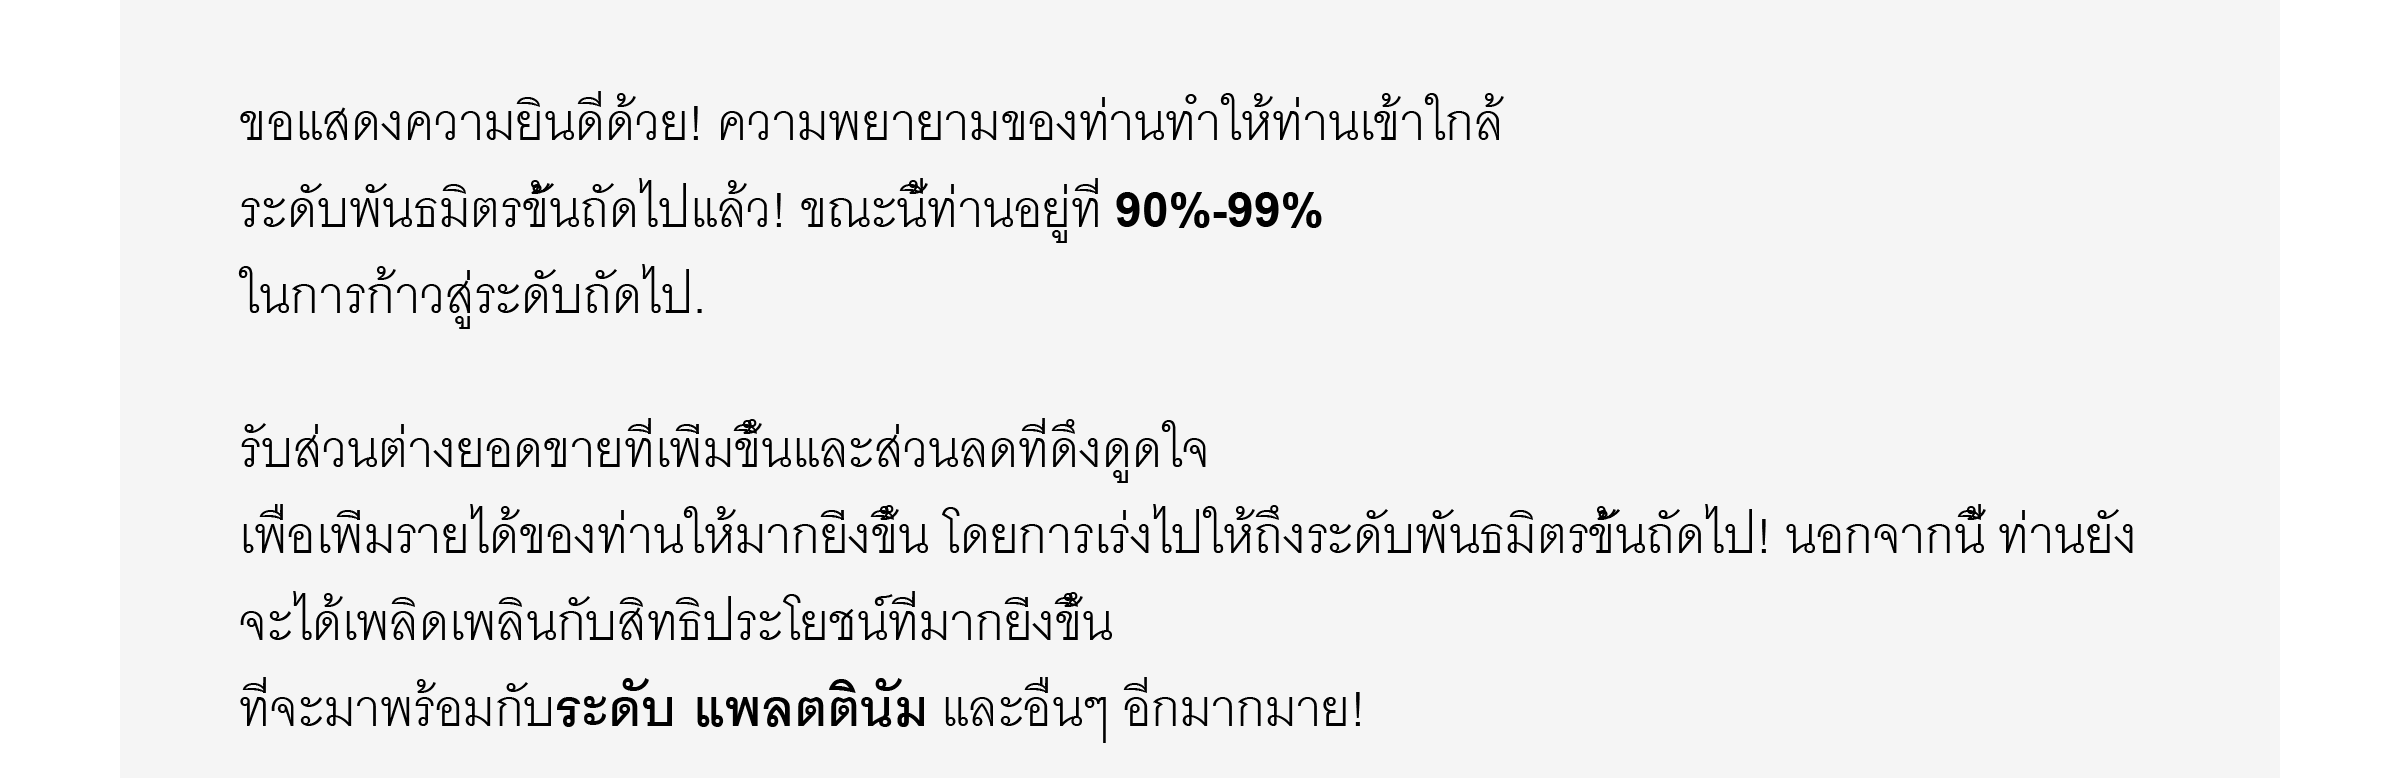 ขอแสดงความยินดีด้วย! ความพยายามของท่านทำให้ท่านเข้าใกล้
ระดับพันธมิตรขั้นถัดไปแล้ว! ขณะนี้ท่านอยู่ที่ 90%-99%
ในการก้าวสู่ระดับถัดไป.
รับส่วนต่างยอดขายที่เพิ่มขึ้นและส่วนลดที่ดึงดูดใจ
เพื่อเพิ่มรายได้ของท่านให้มากยิ่งขึ้น โดยการเร่งไปให้ถึงระดับพันธมิตรขั้นถัดไป! นอกจากนี้ ท่านยัง
จะได้เพลิดเพลินกับสิทธิประโยชน์ที่มากยิ่งขึ้น
ที่จะมาพร้อมกับระดับ แพลตตินัม และอื่นๆ อีกมากมาย!